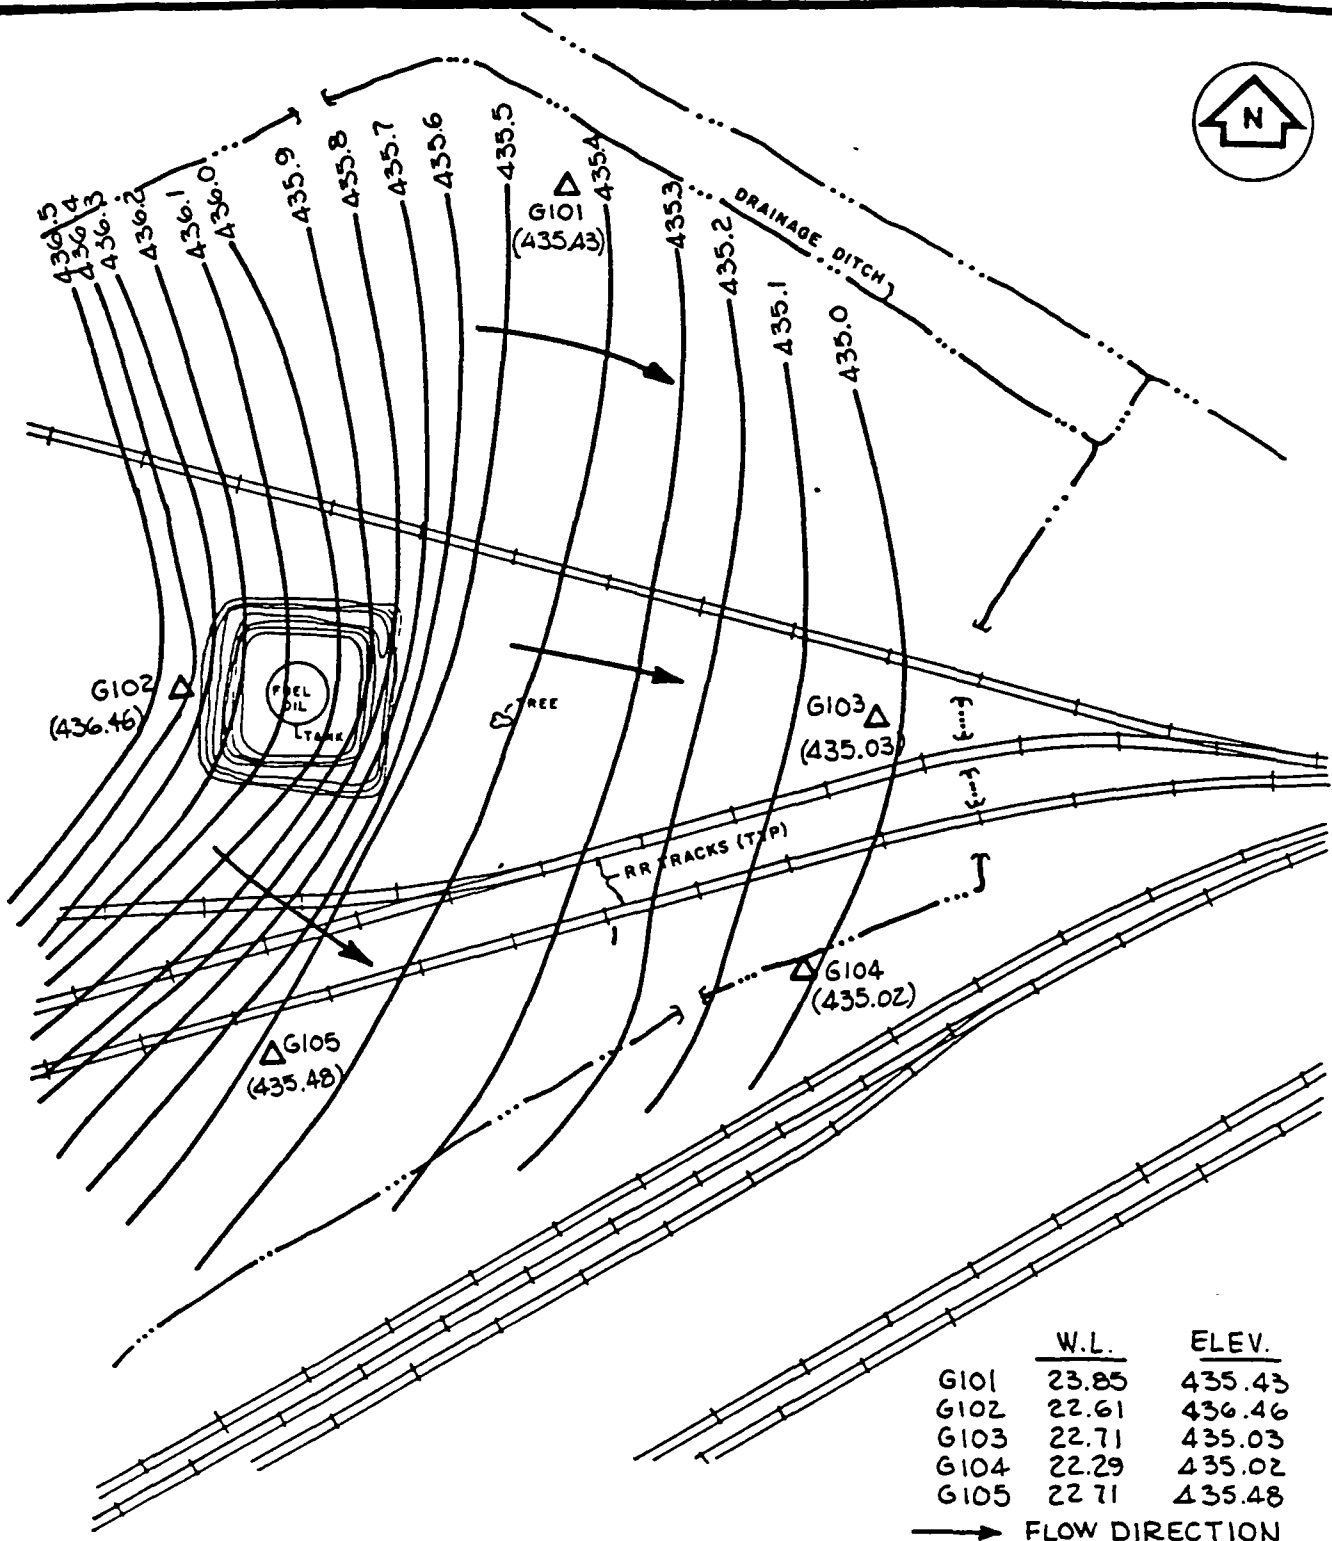 N
436.5
436.4
436.3
436.2
436.1
436.0
435.9
435.8
435.7
435.6
435.5
435.4
435.3
435.2
435.1
435.0
G101
(435.43)
DRAINAGE DITCH
G102
(436.46)
FUEL
OIL
TANK
TREE
G103
(435.03)
RR TRACKS (TYP)
G104
(435.02)
G105
(435.48)
W.L. ELEV.
G101 23.85 435.43
G102 22.61 436.46
G103 22.71 435.03
G104 22.29 435.02
G105 22 71 435.48
FLOW DIRECTION